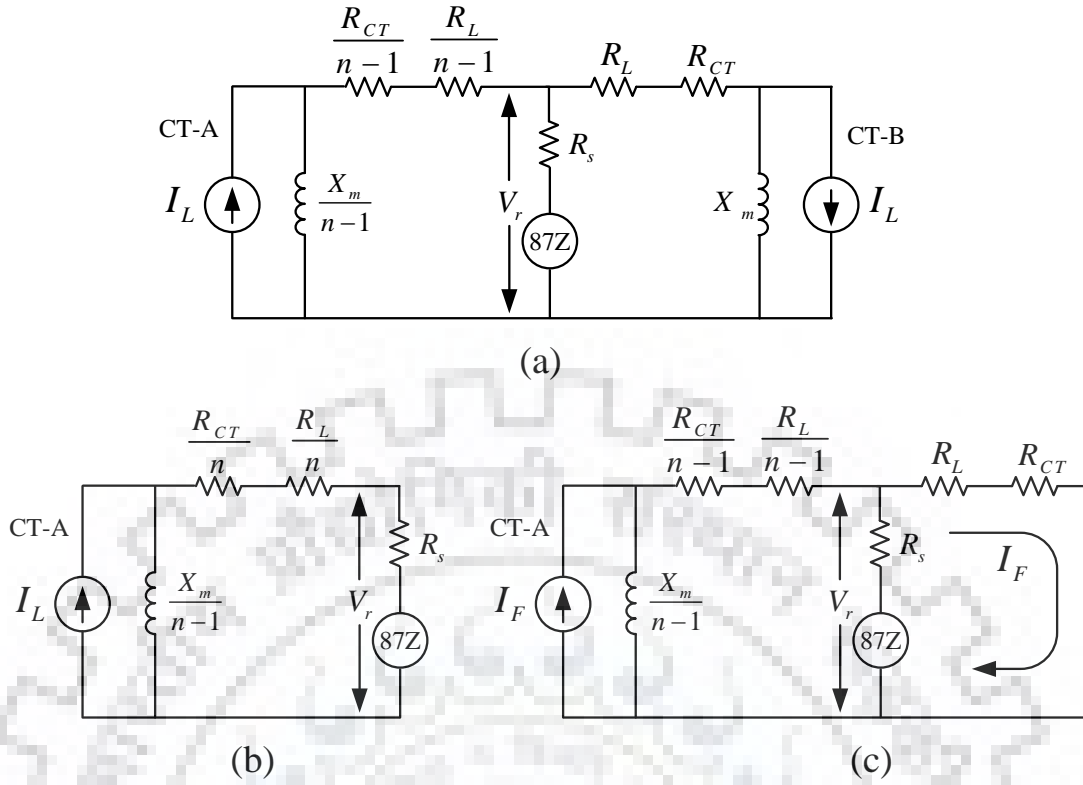 R_CT/(n − 1) R_L/(n − 1) R_L R_CT
CT-A R_s CT-B
I_L X_m/(n − 1) V_r 87Z X_m I_L
(a)
R_CT/n R_L/n
CT-A R_s
I_L X_m/(n − 1) V_r 87Z
(b)
R_CT/(n − 1) R_L/(n − 1) R_L R_CT
CT-A R_s I_F
I_F X_m/(n − 1) V_r 87Z
(c)